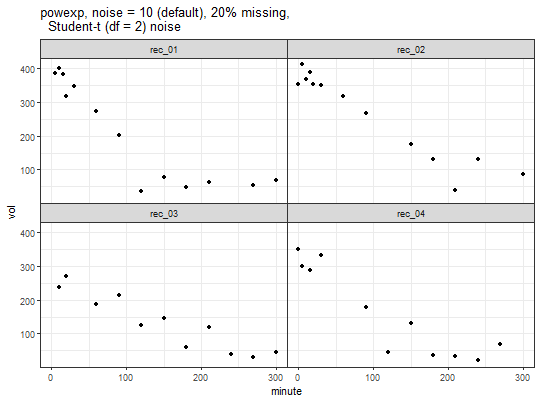 powexp, noise = 10 (default), 20% missing,
Student-t (df = 2) noise
rec_01
rec_02
400
300
200
100
rec_03
rec_04
400
300
200
100
0
100
200
300
0
100
200
300
minute
vol